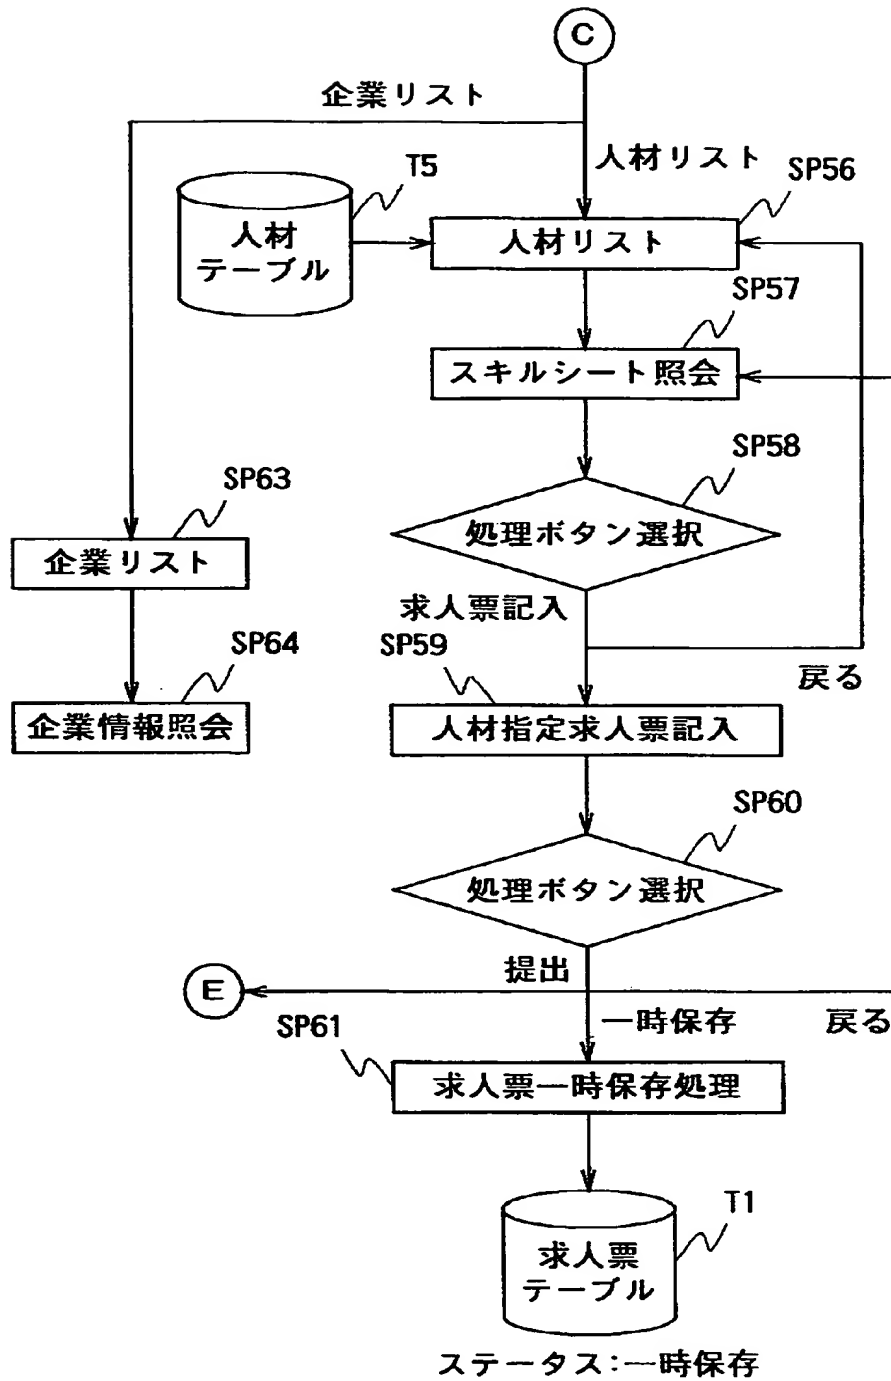 C
企業リスト
人材リスト
T5
SP56
人材
テーブル
人材リスト
SP57
スキルシート照会
SP58
処理ボタン選択
SP63
企業リスト
求人票記入
戻る
SP64
企業情報照会
SP59
人材指定求人票記入
SP60
処理ボタン選択
提出
E
一時保存
戻る
SP61
求人票一時保存処理
T1
求人票
テーブル
ステータス:一時保存